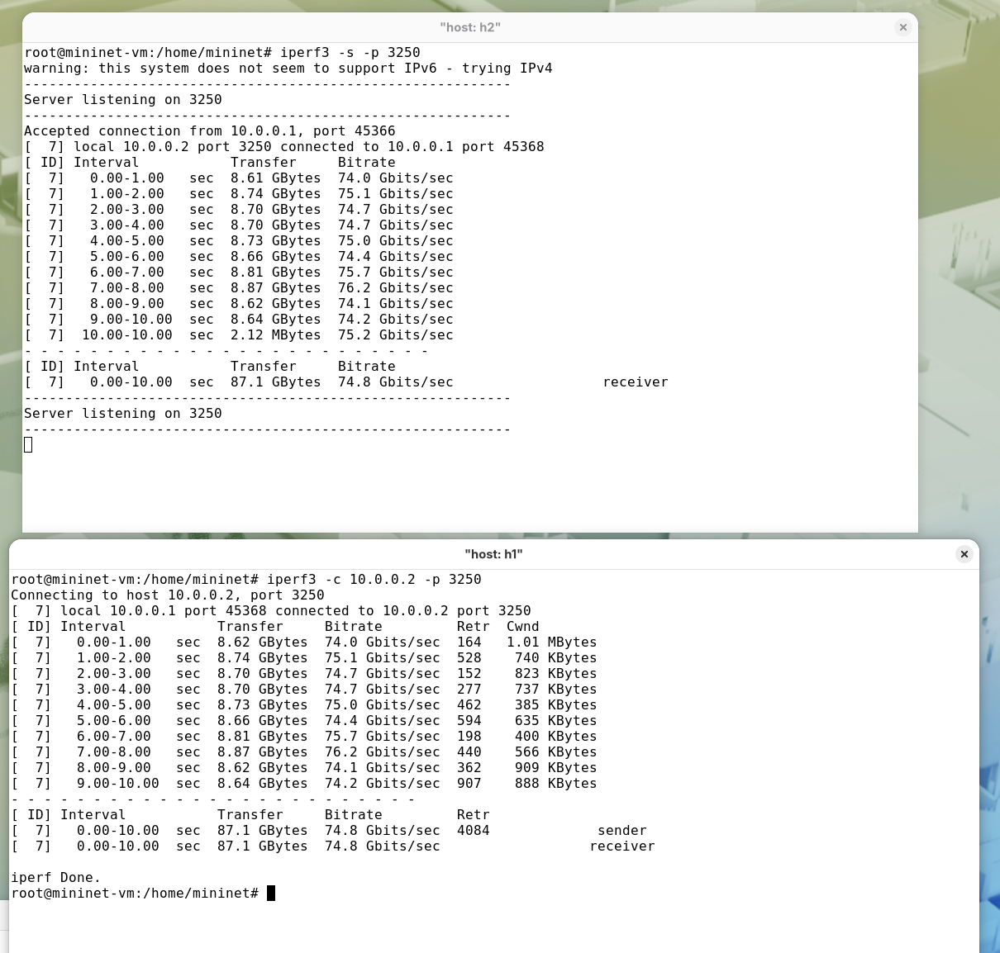 "host: h2"
root@mininet-vm:/home/mininet# iperf3 -s -p 3250
warning: this system does not seem to support IPv6 - trying IPv4
-----------------------------------------------------------
Server listening on 3250
-----------------------------------------------------------
Accepted connection from 10.0.0.1, port 45366
[  7] local 10.0.0.2 port 3250 connected to 10.0.0.1 port 45368
[ ID] Interval           Transfer     Bitrate
[  7]   0.00-1.00   sec  8.61 GBytes  74.0 Gbits/sec
[  7]   1.00-2.00   sec  8.74 GBytes  75.1 Gbits/sec
[  7]   2.00-3.00   sec  8.70 GBytes  74.7 Gbits/sec
[  7]   3.00-4.00   sec  8.70 GBytes  74.7 Gbits/sec
[  7]   4.00-5.00   sec  8.73 GBytes  75.0 Gbits/sec
[  7]   5.00-6.00   sec  8.66 GBytes  74.4 Gbits/sec
[  7]   6.00-7.00   sec  8.81 GBytes  75.7 Gbits/sec
[  7]   7.00-8.00   sec  8.87 GBytes  76.2 Gbits/sec
[  7]   8.00-9.00   sec  8.62 GBytes  74.1 Gbits/sec
[  7]   9.00-10.00  sec  8.64 GBytes  74.2 Gbits/sec
[  7]  10.00-10.00  sec  2.12 MBytes  75.2 Gbits/sec
- - - - - - - - - - - - - - - - - - - - - - - - -
[ ID] Interval           Transfer     Bitrate
[  7]   0.00-10.00  sec  87.1 GBytes  74.8 Gbits/sec                  receiver
-----------------------------------------------------------
Server listening on 3250
-----------------------------------------------------------
"host: h1"
root@mininet-vm:/home/mininet# iperf3 -c 10.0.0.2 -p 3250
Connecting to host 10.0.0.2, port 3250
[  7] local 10.0.0.1 port 45368 connected to 10.0.0.2 port 3250
[ ID] Interval           Transfer     Bitrate         Retr  Cwnd
[  7]   0.00-1.00   sec  8.62 GBytes  74.0 Gbits/sec  164   1.01 MBytes
[  7]   1.00-2.00   sec  8.74 GBytes  75.1 Gbits/sec  528    740 KBytes
[  7]   2.00-3.00   sec  8.70 GBytes  74.7 Gbits/sec  152    823 KBytes
[  7]   3.00-4.00   sec  8.70 GBytes  74.7 Gbits/sec  277    737 KBytes
[  7]   4.00-5.00   sec  8.73 GBytes  75.0 Gbits/sec  462    385 KBytes
[  7]   5.00-6.00   sec  8.66 GBytes  74.4 Gbits/sec  594    635 KBytes
[  7]   6.00-7.00   sec  8.81 GBytes  75.7 Gbits/sec  198    400 KBytes
[  7]   7.00-8.00   sec  8.87 GBytes  76.2 Gbits/sec  440    566 KBytes
[  7]   8.00-9.00   sec  8.62 GBytes  74.1 Gbits/sec  362    909 KBytes
[  7]   9.00-10.00  sec  8.64 GBytes  74.2 Gbits/sec  907    888 KBytes
- - - - - - - - - - - - - - - - - - - - - - - - -
[ ID] Interval           Transfer     Bitrate         Retr
[  7]   0.00-10.00  sec  87.1 GBytes  74.8 Gbits/sec  4084             sender
[  7]   0.00-10.00  sec  87.1 GBytes  74.8 Gbits/sec                  receiver
iperf Done.
root@mininet-vm:/home/mininet#